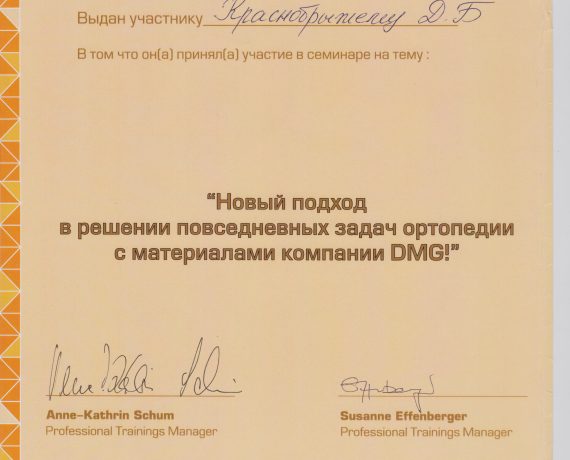 Выдан участнику Краснобрыжему Д.Б
В том что он(а) принял(а) участие в семинаре на тему :
“Новый подход
в решении повседневных задач ортопедии
с материалами компании DMG!”
Anne-Kathrin Schum
Professional Trainings Manager
Susanne Effenberger
Professional Trainings Manager